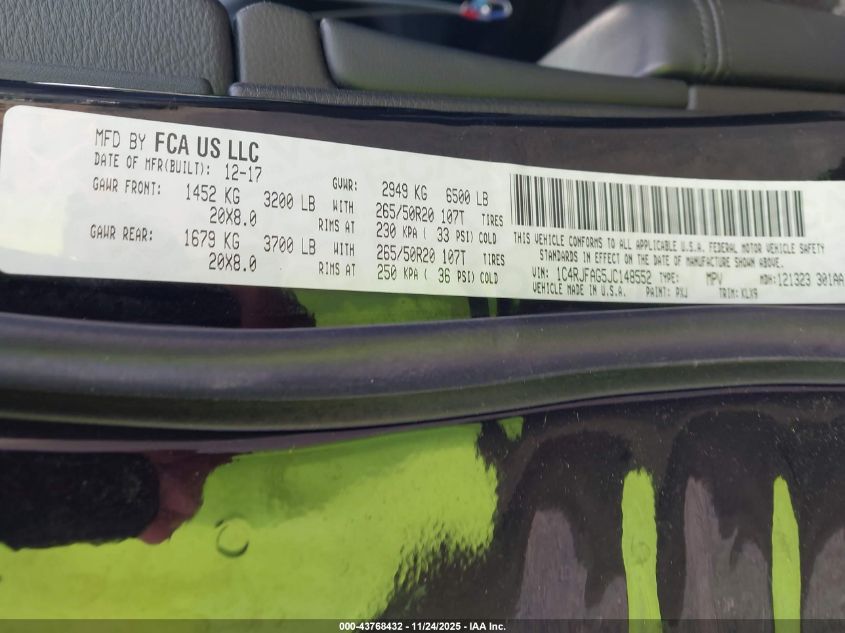 MFD BY FCA US LLC
DATE OF MFR(BUILT): 12-17
GAWR FRONT: 1452 KG 3200 LB
20X8.0
GAWR REAR: 1679 KG 3700 LB
20X8.0
GVWR: 2949 KG 6500 LB
WITH 265/50R20 107T TIRES
RIMS AT 230 KPA ( 33 PSI) COLD
WITH 265/50R20 107T TIRES
RIMS AT 250 KPA ( 36 PSI) COLD
THIS VEHICLE CONFORMS TO ALL APPLICABLE U.S.A. FEDERAL MOTOR VEHICLE SAFETY
STANDARDS IN EFFECT ON THE DATE OF MANUFACTURE SHOWN ABOVE.
VIN: 1C4RJFAG5JC148552 TYPE: MPV MDH:121323 301AA
VEHICLE MADE IN U.S.A. PAINT: PXJ TRIM: XLX9
000-43768432 - 11/24/2025 - IAA Inc.